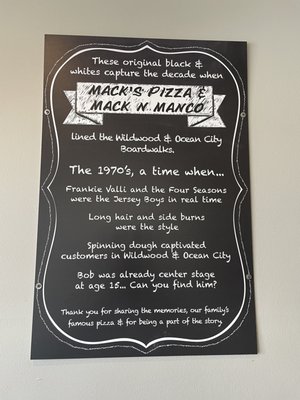 These original black &
whites capture the decade when
MACK'S PIZZA &
MACK 'N' MANCO
lined the Wildwood & Ocean City
Boardwalks.
The 1970's, a time when...
Frankie Valli and the Four Seasons
were the Jersey Boys in real time
Long hair and side burns
were the style
Spinning dough captivated
customers in Wildwood & Ocean City
Bob was already center stage
at age 15... Can you find him?
Thank you for sharing the memories, our family's
famous pizza & for being a part of the story.